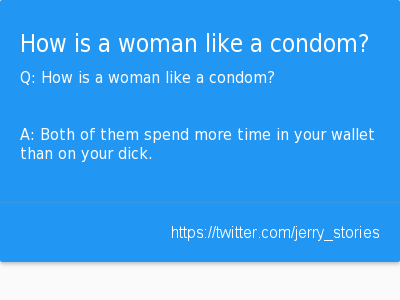 How is a woman like a condom?
Q: How is a woman like a condom?
A: Both of them spend more time in your wallet
than on your dick.
https://twitter.com/jerry_stories